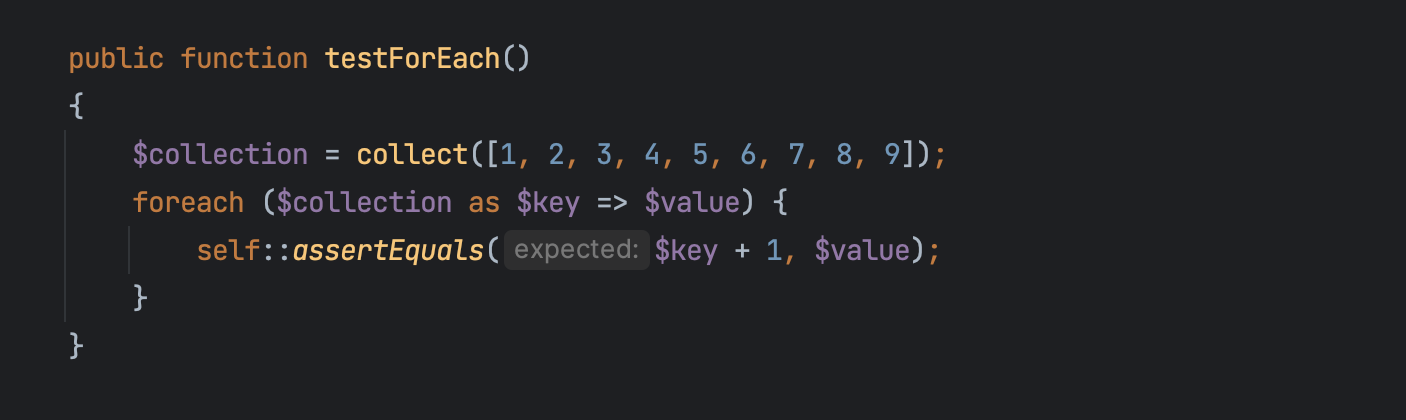 public function testForEach()
{
    $collection = collect([1, 2, 3, 4, 5, 6, 7, 8, 9]);
    foreach ($collection as $key => $value) {
        self::assertEquals( expected: $key + 1, $value);
    }
}